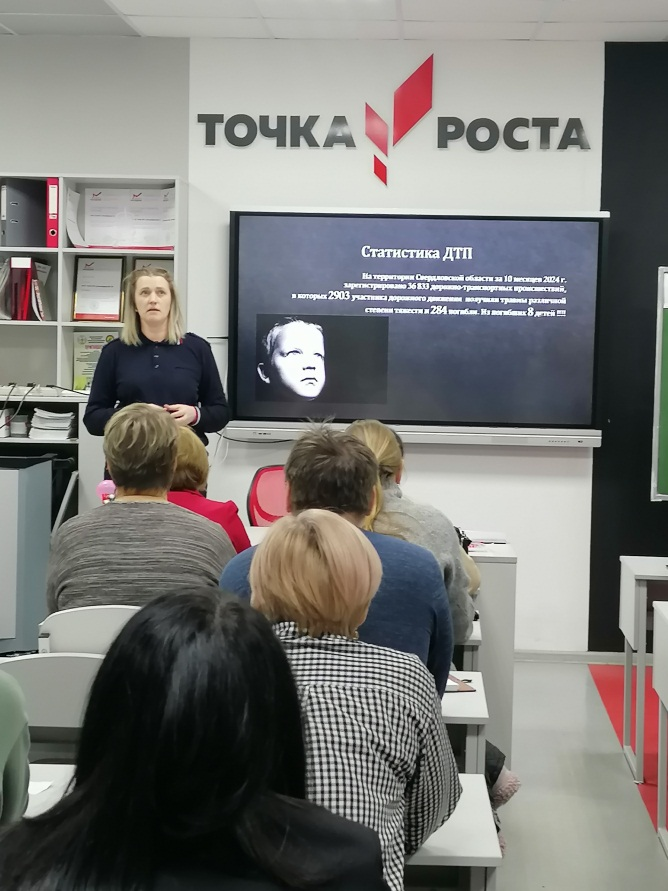 ТОЧКА РОСТА
Статистика ДТП
На территории Свердловской области за 10 месяцев 2024 г.
зарегистрировано 36 833 дорожно-транспортных происшествий,
в которых 2903 участника дорожного движения получили травмы различной
степени тяжести и 284 погибли. Из погибших 8 детей !!!!